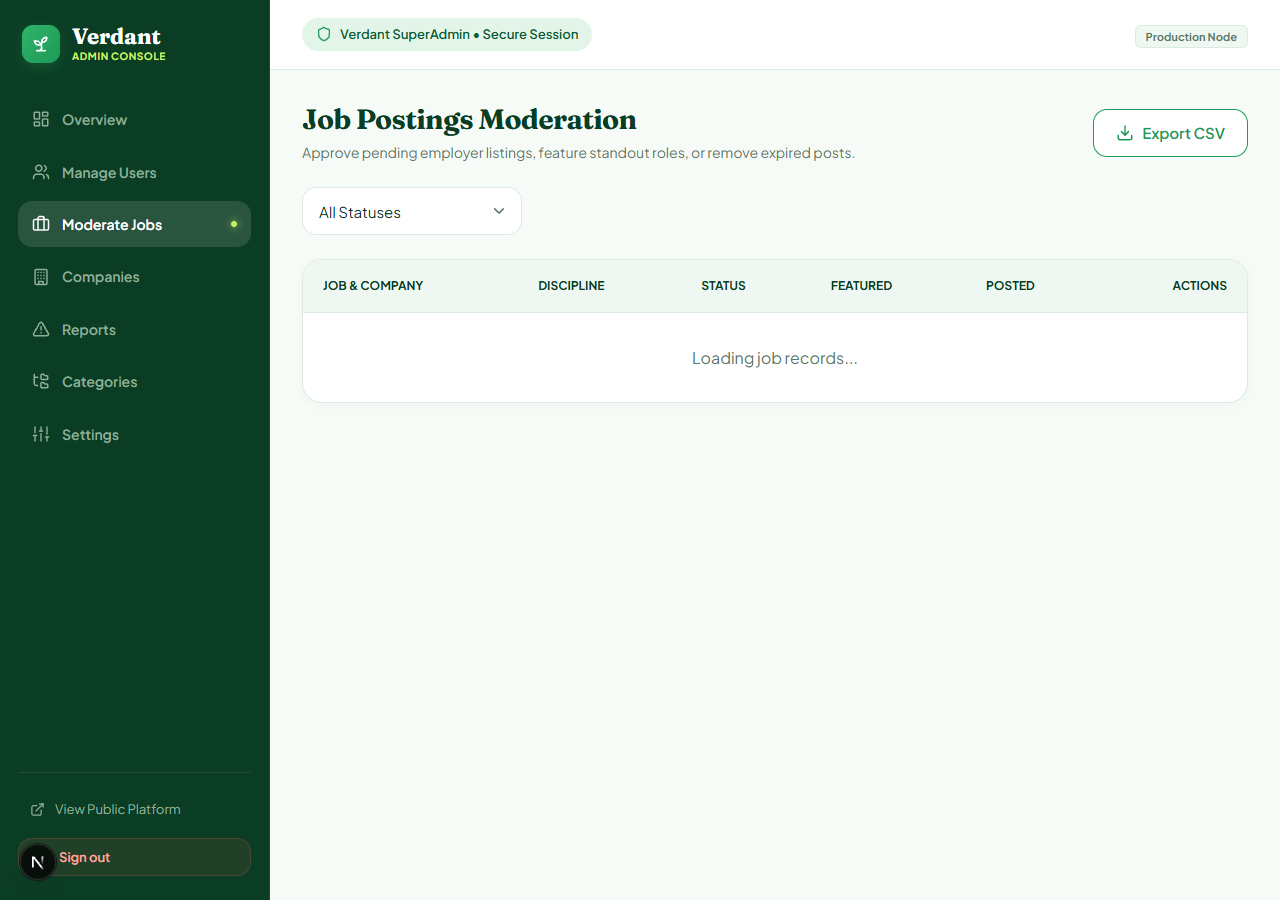 Verdant
ADMIN CONSOLE
Overview
Manage Users
Moderate Jobs
Companies
Reports
Categories
Settings
View Public Platform
N
Sign out
Verdant SuperAdmin • Secure Session
Production Node
Job Postings Moderation
Approve pending employer listings, feature standout roles, or remove expired posts.
Export CSV
All Statuses
JOB & COMPANY DISCIPLINE STATUS FEATURED POSTED ACTIONS
Loading job records...